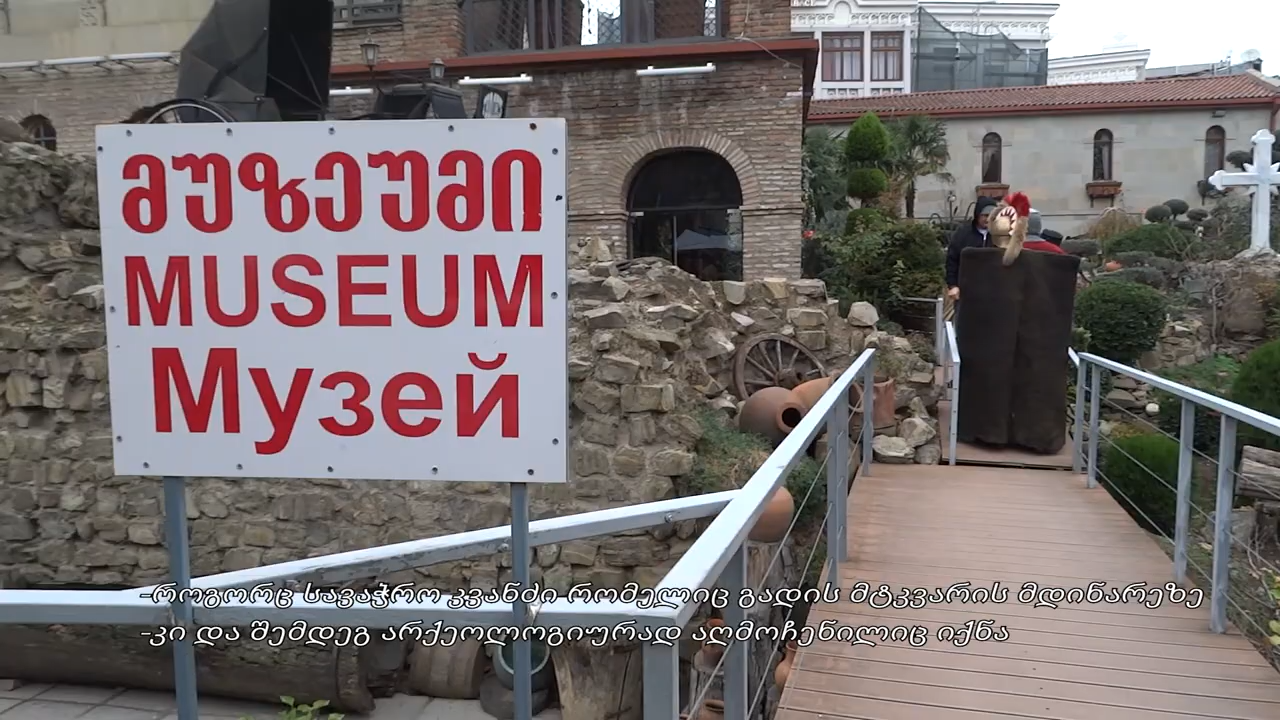 მუზეუმი
MUSEUM
Музей
-როგორც სავაჭრო კვანძი რომელიც გადის მტკვარის მდინარეზე
-კი და შემდეგ არქეოლოგიურად აღმოჩენილიც იქნა